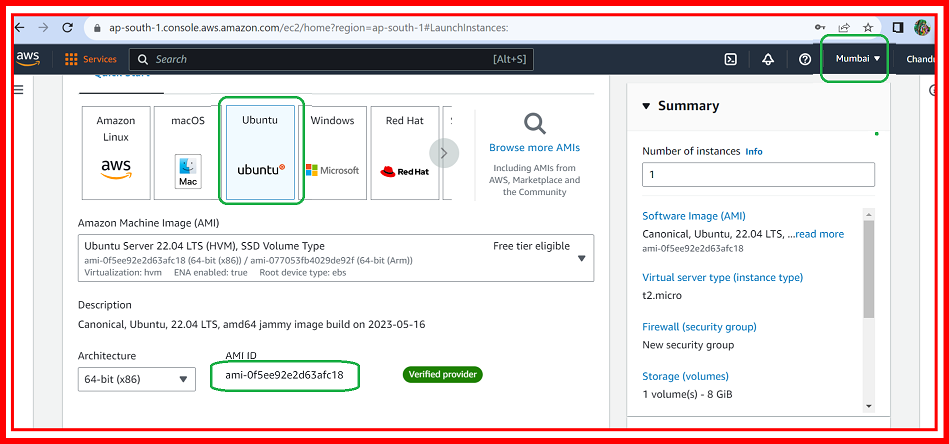 ap-south-1.console.aws.amazon.com/ec2/home?region=ap-south-1#LaunchInstances:
aws Services Search [Alt+S] Mumbai ▼
Quick Start
Amazon Linux
aws
macOS
Mac
Ubuntu
ubuntu
Windows
Microsoft
Red Hat
Red Hat
Browse more AMIs
Including AMIs from
AWS, Marketplace and
the Community
Amazon Machine Image (AMI)
Ubuntu Server 22.04 LTS (HVM), SSD Volume Type Free tier eligible
ami-0f5ee92e2d63afc18 (64-bit (x86)) / ami-077053fb4029de92f (64-bit (Arm))
Virtualization: hvm ENA enabled: true Root device type: ebs
Description
Canonical, Ubuntu, 22.04 LTS, amd64 jammy image build on 2023-05-16
Architecture
64-bit (x86)
AMI ID
ami-0f5ee92e2d63afc18
Verified provider
▼ Summary
Number of instances Info
1
Software Image (AMI)
Canonical, Ubuntu, 22.04 LTS, ...read more
ami-0f5ee92e2d63afc18
Virtual server type (instance type)
t2.micro
Firewall (security group)
New security group
Storage (volumes)
1 volume(s) - 8 GiB